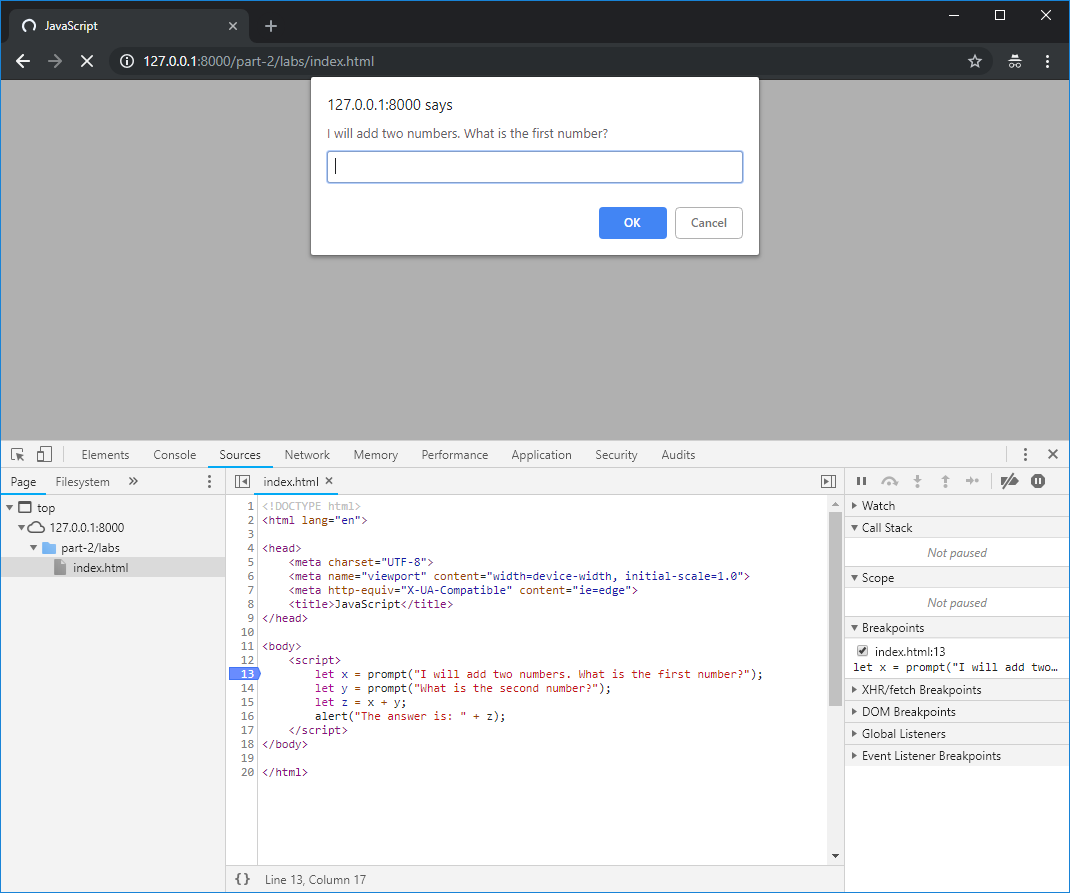 JavaScript
127.0.0.1:8000/part-2/labs/index.html
127.0.0.1:8000 says
I will add two numbers. What is the first number?
OK Cancel
Elements Console Sources Network Memory Performance Application Security Audits
Page Filesystem »
index.html
top
127.0.0.1:8000
part-2/labs
index.html
1 <!DOCTYPE html>
2 <html lang="en">
3
4 <head>
5 <meta charset="UTF-8">
6 <meta name="viewport" content="width=device-width, initial-scale=1.0">
7 <meta http-equiv="X-UA-Compatible" content="ie=edge">
8 <title>JavaScript</title>
9 </head>
10
11 <body>
12 <script>
13 let x = prompt("I will add two numbers. What is the first number?");
14 let y = prompt("What is the second number?");
15 let z = x + y;
16 alert("The answer is: " + z);
17 </script>
18 </body>
19
20 </html>
{} Line 13, Column 17
Watch
Call Stack
Not paused
Scope
Not paused
Breakpoints
index.html:13
let x = prompt("I will add two…
XHR/fetch Breakpoints
DOM Breakpoints
Global Listeners
Event Listener Breakpoints